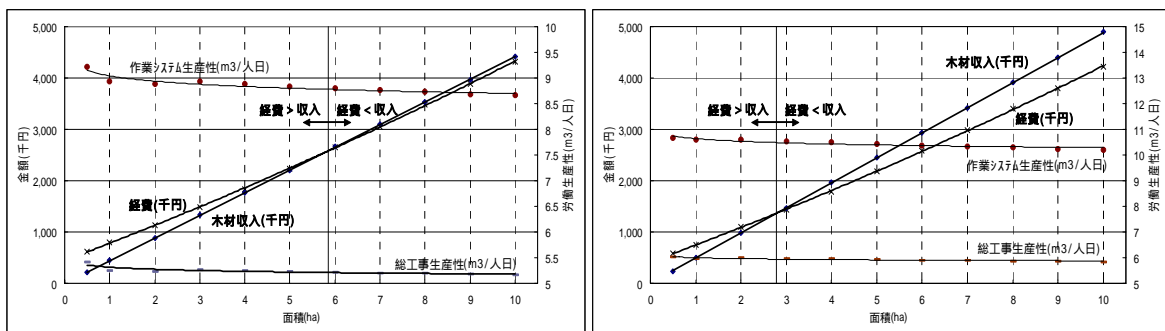 5,000
4,000
3,000
2,000
1,000
0
金額(千円)
10
9.5
9
8.5
8
7.5
7
6.5
6
5.5
5
労働生産性(m3/人日)
作業システム生産性(m3/人日)
経費 > 収入 経費 < 収入
経費(千円)
木材収入(千円)
総工事生産性(m3/人日)
0 1 2 3 4 5 6 7 8 9 10
面積(ha)
5,000
4,000
3,000
2,000
1,000
0
金額(千円)
15
14
13
12
11
10
9
8
7
6
5
労働生産性(m3/人日)
木材収入(千円)
経費 > 収入 経費 < 収入
経費(千円)
作業システム生産性(m3/人日)
総工事生産性(m3/人日)
0 1 2 3 4 5 6 7 8 9 10
面積(ha)